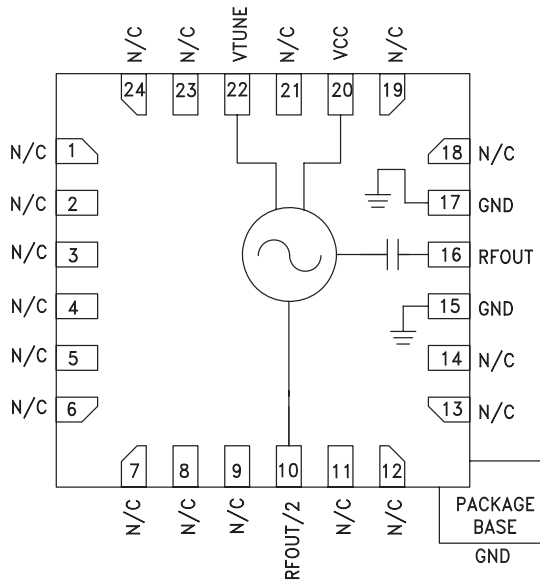 N/C N/C VTUNE N/C VCC N/C
24 23 22 21 20 19
N/C 1
N/C 2
N/C 3
N/C 4
N/C 5
N/C 6
18 N/C
17 GND
16 RFOUT
15 GND
14 N/C
13 N/C
7 8 9 10 11 12
N/C N/C N/C RFOUT/2 N/C N/C
PACKAGE
BASE
GND